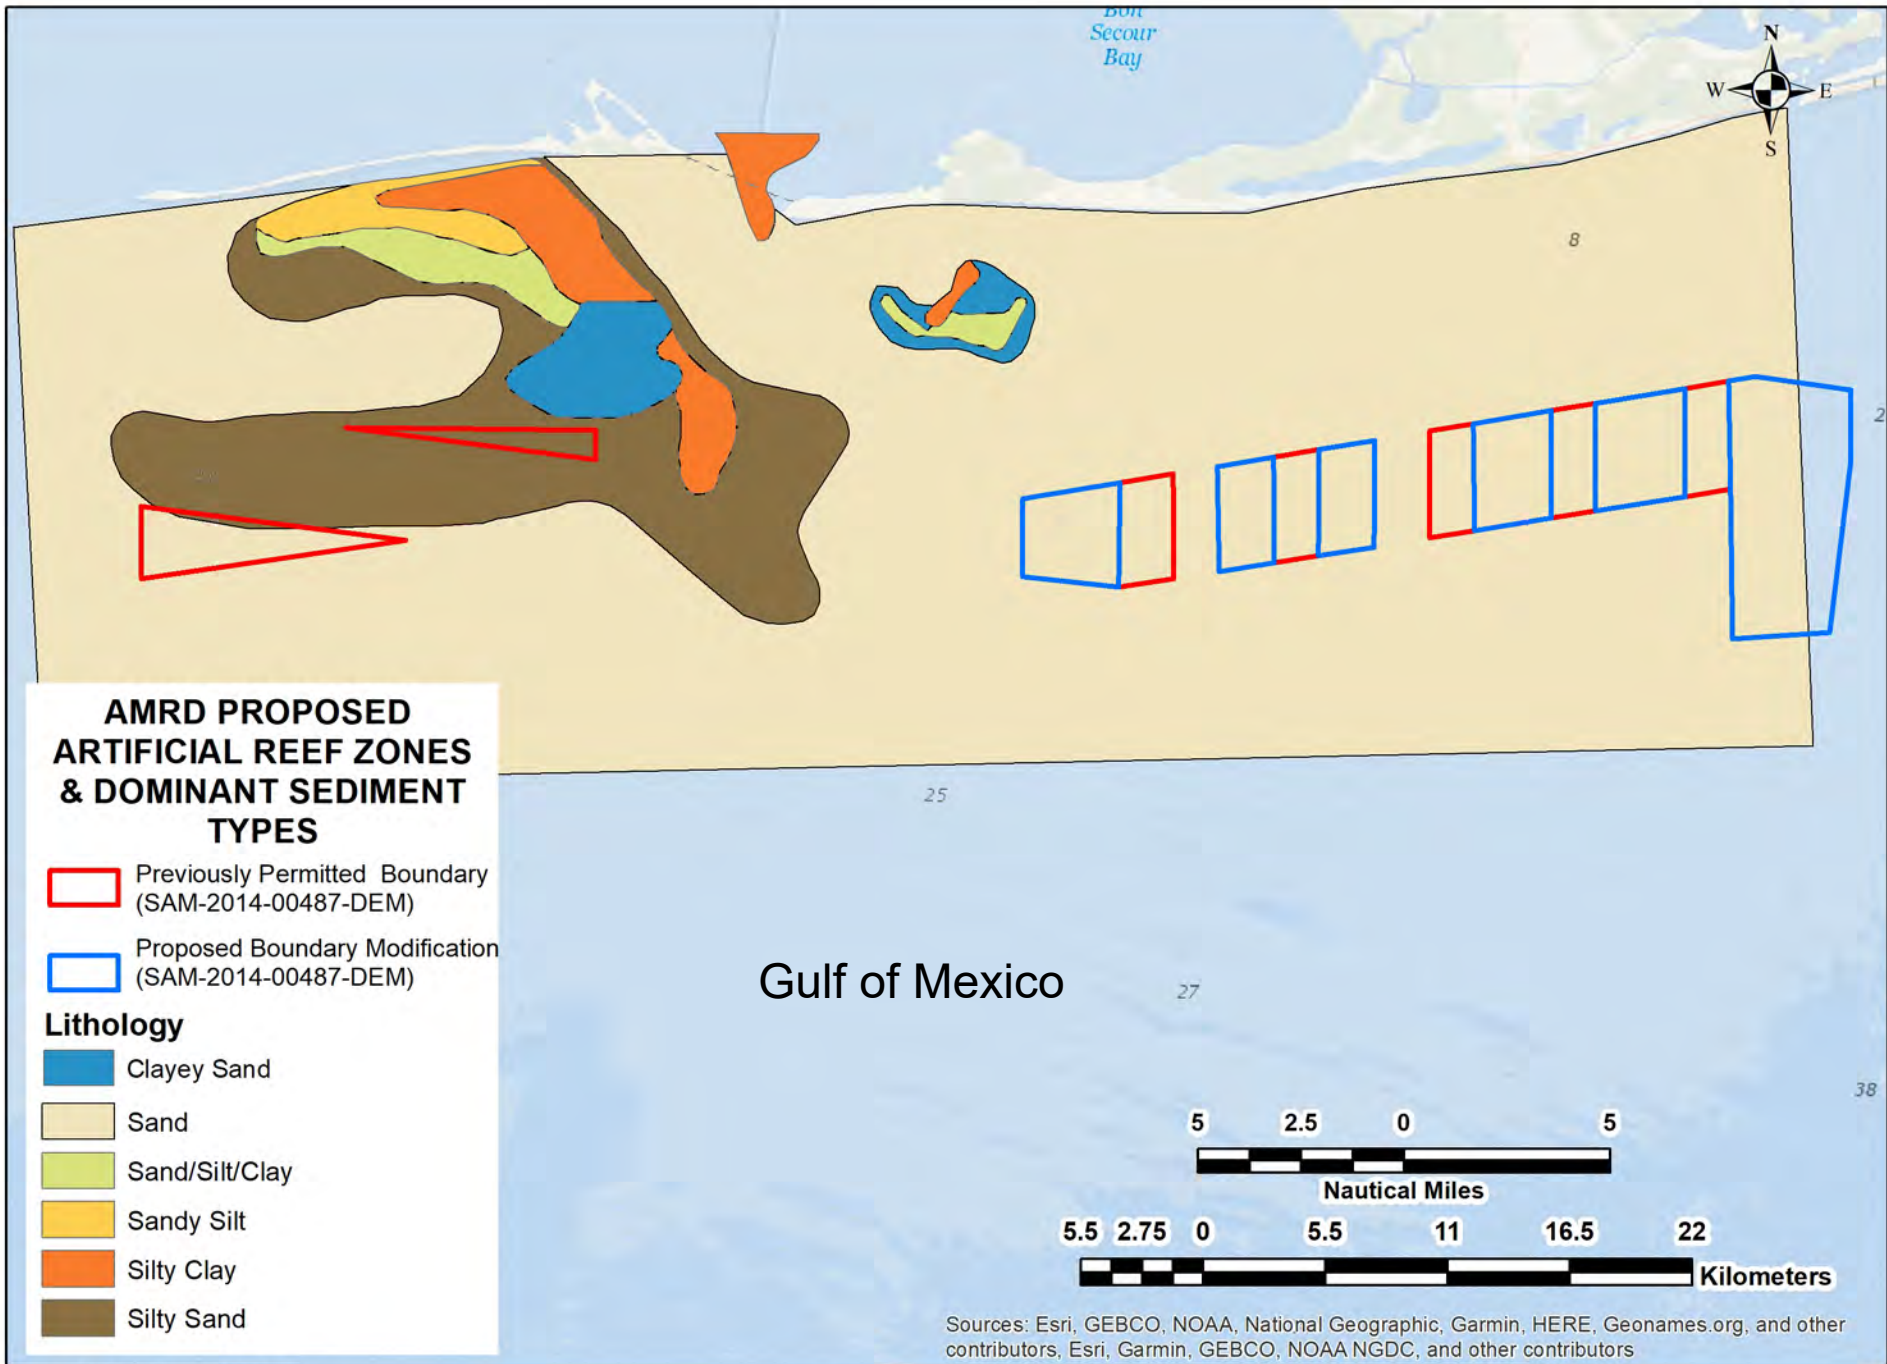 Bon
Secour
Bay
N
W
E
S
8
2
AMRD PROPOSED
ARTIFICIAL REEF ZONES
& DOMINANT SEDIMENT
TYPES
Previously Permitted Boundary
(SAM-2014-00487-DEM)
Proposed Boundary Modification
(SAM-2014-00487-DEM)
Lithology
Clayey Sand
Sand
Sand/Silt/Clay
Sandy Silt
Silty Clay
Silty Sand
25
Gulf of Mexico
27
38
5 2.5 0 5
Nautical Miles
5.5 2.75 0 5.5 11 16.5 22
Kilometers
Sources: Esri, GEBCO, NOAA, National Geographic, Garmin, HERE, Geonames.org, and other
contributors, Esri, Garmin, GEBCO, NOAA NGDC, and other contributors